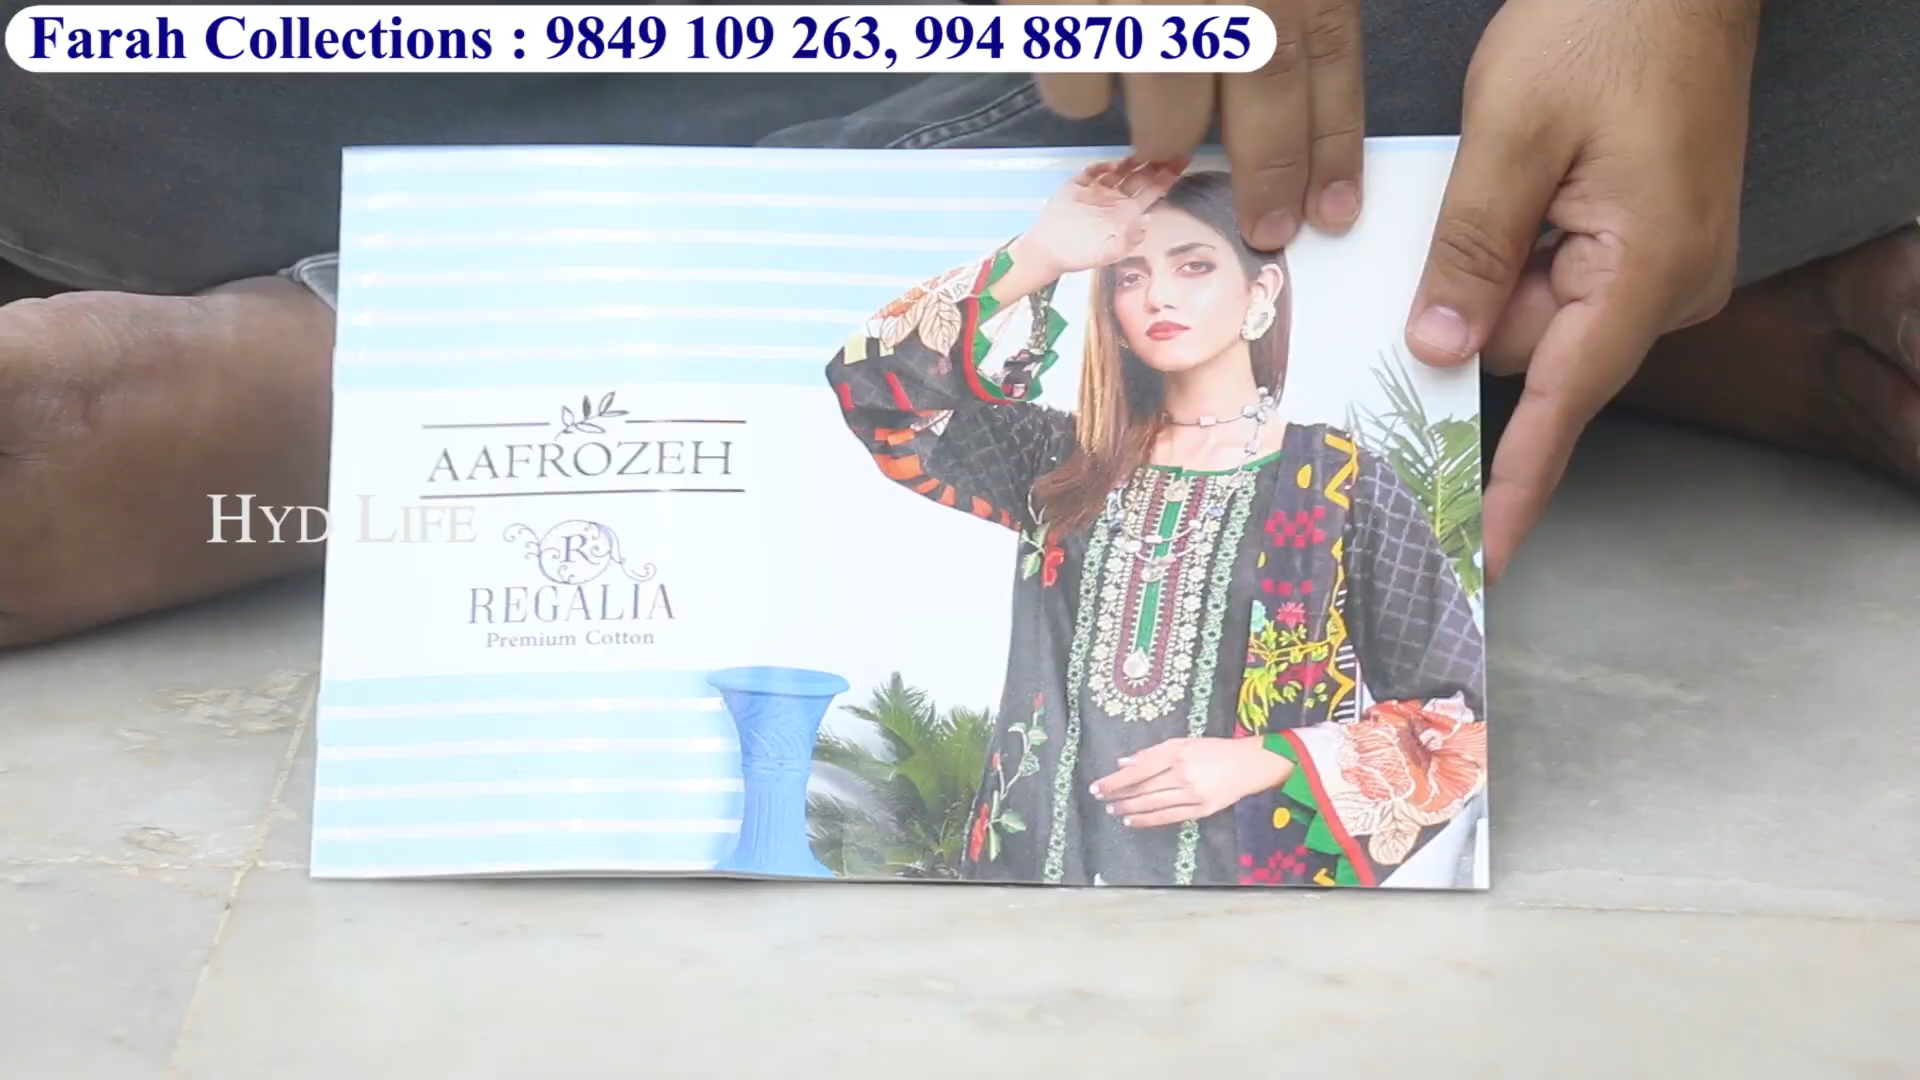 Farah Collections : 9849 109 263, 994 8870 365
AAFROZEH
HYD LIFE
R
REGALIA
Premium Cotton